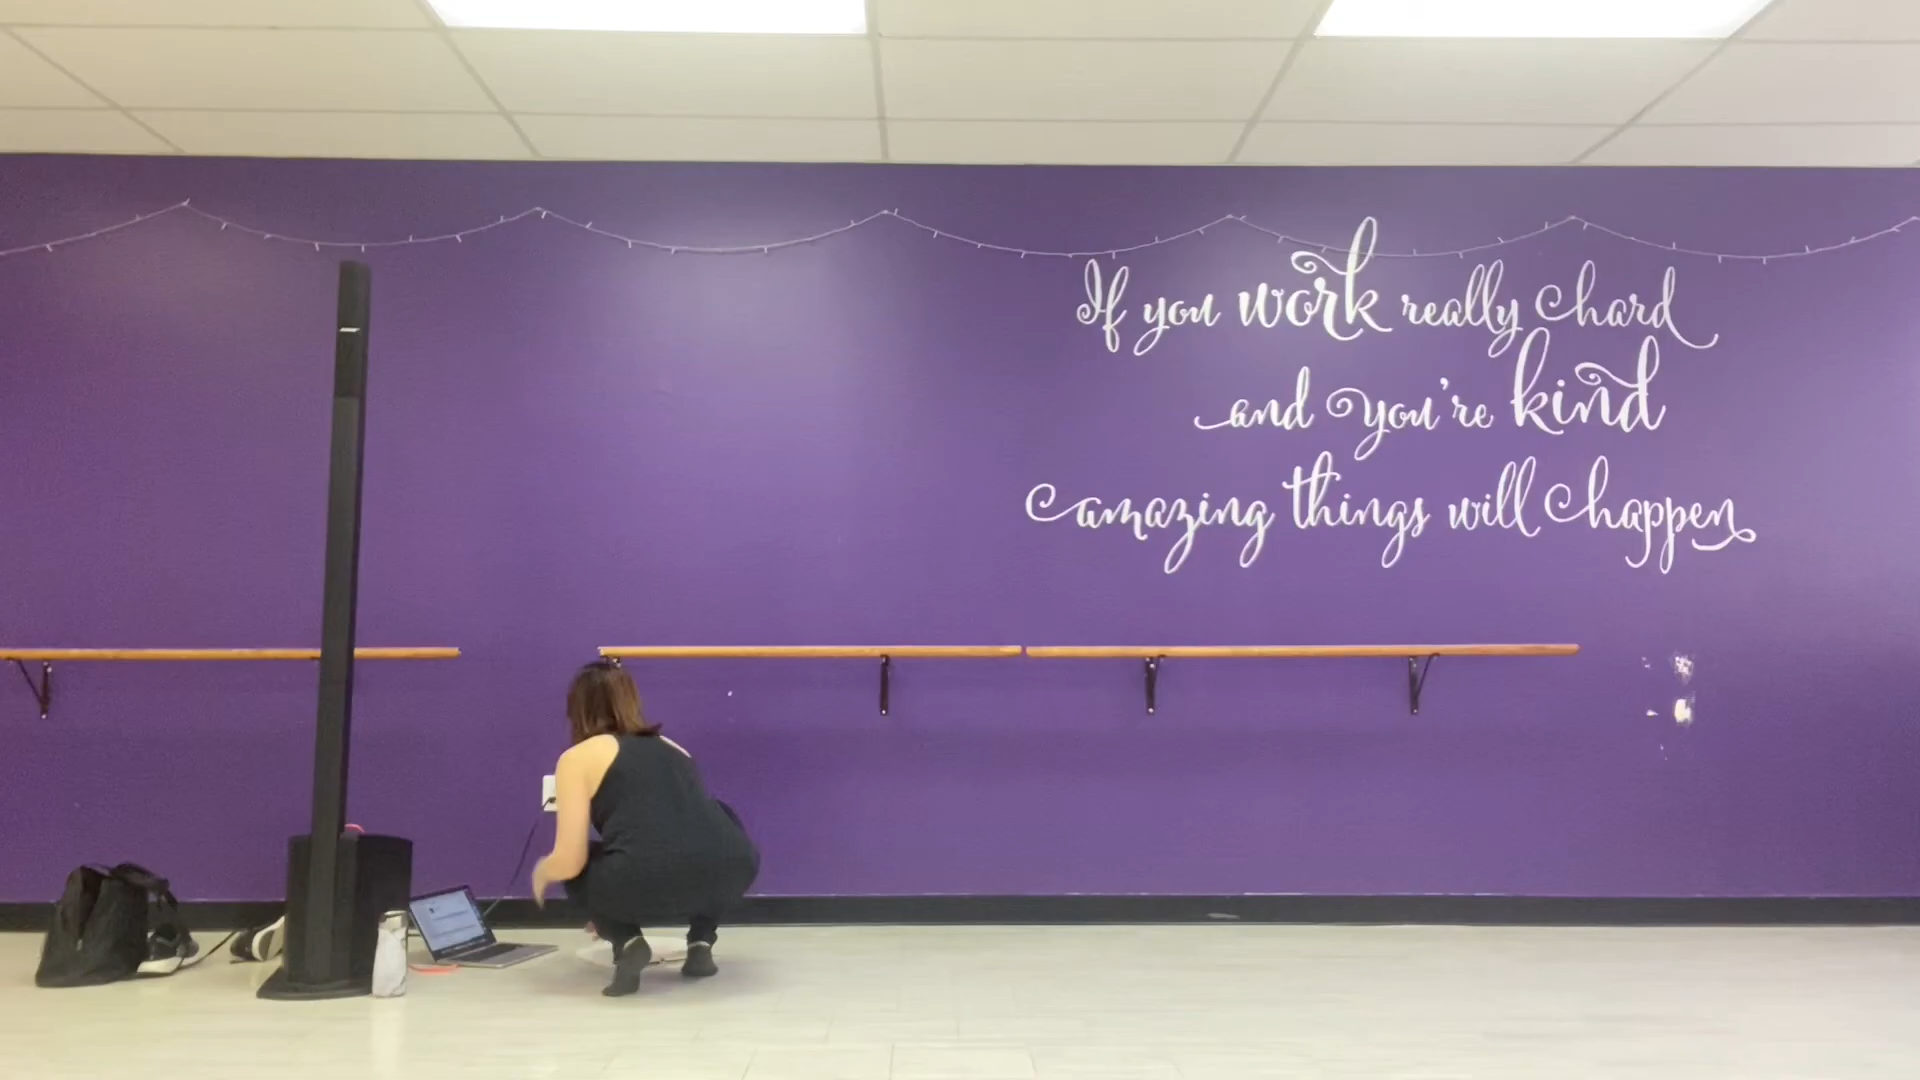 If you work really hard
and you're kind
amazing things will happen